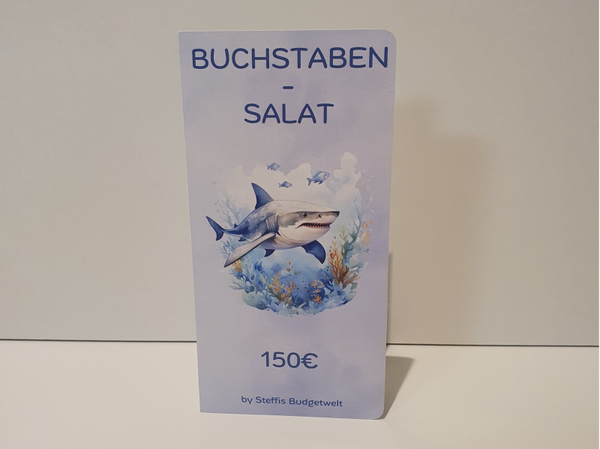 BUCHSTABEN
-
SALAT
150€
by Steffis Budgetwelt